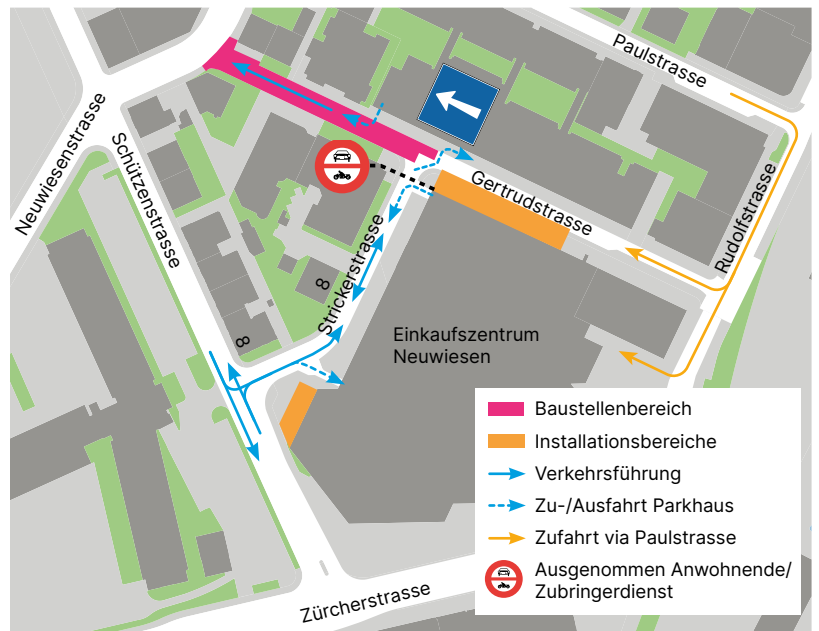 Paulstrasse
Neuwiesenstrasse
Schützenstrasse
Gertrudstrasse
Rudolfstrasse
Strickerstrasse
8
8
Einkaufszentrum
Neuwiesen
Baustellenbereich
Installationsbereiche
Verkehrsführung
Zu-/Ausfahrt Parkhaus
Zufahrt via Paulstrasse
Ausgenommen Anwohnende/
Zubringerdienst
Zürcherstrasse